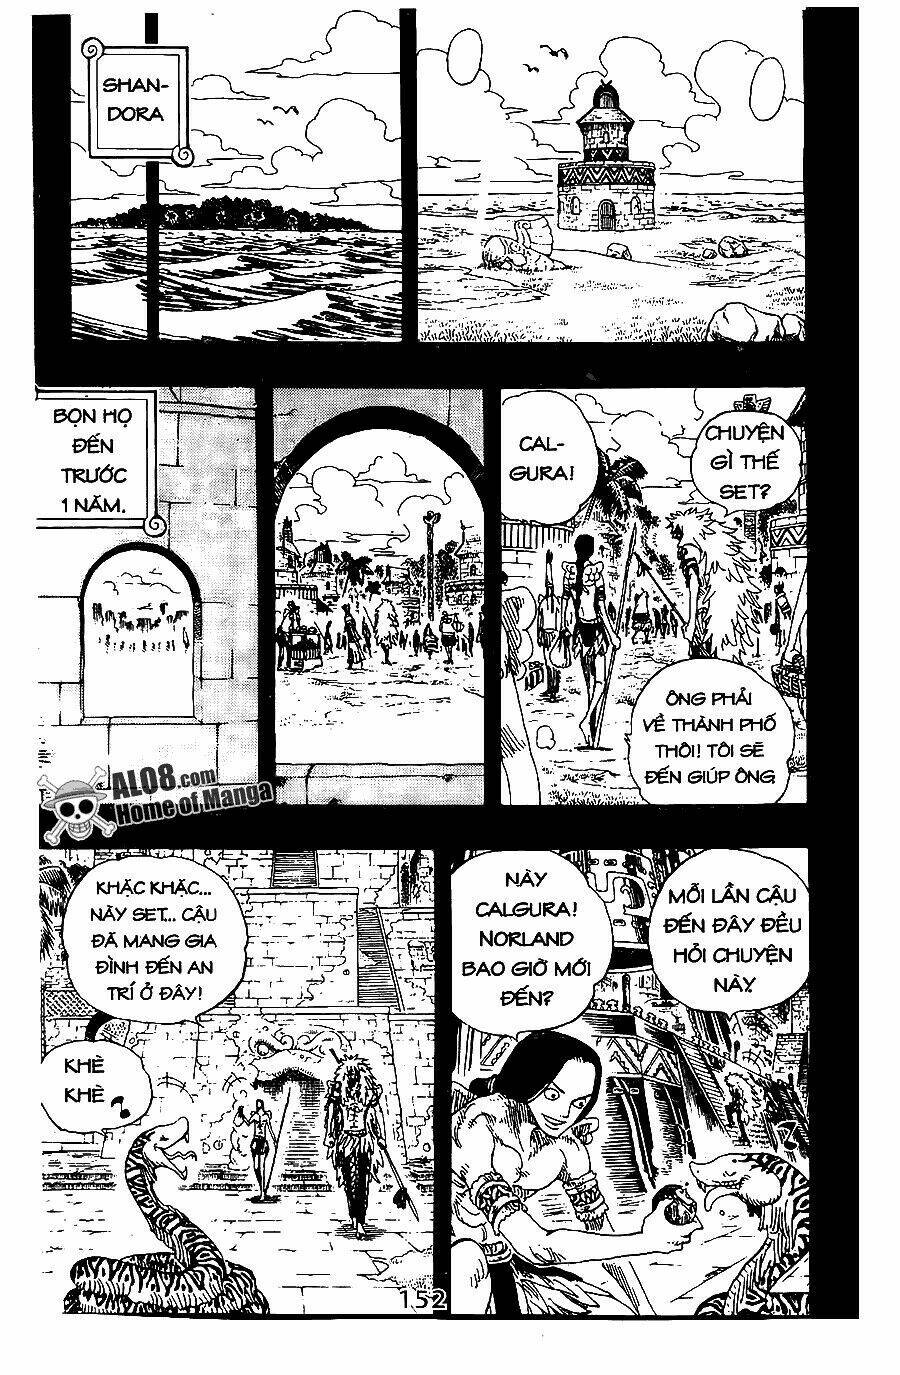 SHAN-
DORA
BỌN HỌ
ĐẾN
TRƯỚC
1 NĂM.
CAL-
GURA!
CHUYỆN
GÌ THẾ
SET?
ÔNG PHẢI
VỀ THÀNH PHỐ
THÔI! TÔI SẼ
ĐẾN GIÚP ÔNG
AL08.com
Home of Manga
KHẶC KHẶC...
NÀY SET... CẬU
ĐÃ MANG GIA
ĐÌNH ĐẾN AN
TRÍ Ở ĐÂY!
KHÈ
KHÈ
NÀY
CALGURA!
NORLAND
BAO GIỜ MỚI
ĐẾN?
MỖI LẦN CẬU
ĐẾN ĐÂY ĐỀU
HỎI CHUYỆN
NÀY.
152